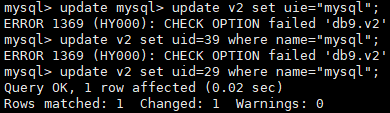 mysql> update mysql> update v2 set uie="mysql";
ERROR 1369 (HY000): CHECK OPTION failed 'db9.v2'
mysql> update v2 set uid=39 where name="mysql";
ERROR 1369 (HY000): CHECK OPTION failed 'db9.v2'
mysql> update v2 set uid=29 where name="mysql";
Query OK, 1 row affected (0.02 sec)
Rows matched: 1  Changed: 1  Warnings: 0